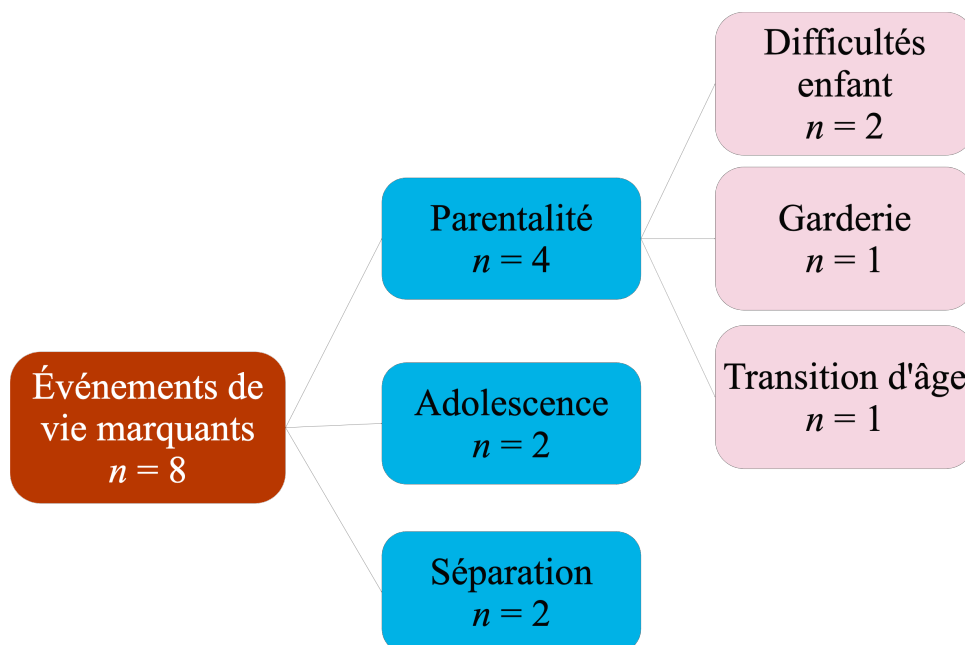 Événements de
vie marquants
n = 8
Parentalité
n = 4
Adolescence
n = 2
Séparation
n = 2
Difficultés
enfant
n = 2
Garderie
n = 1
Transition d'âge
n = 1